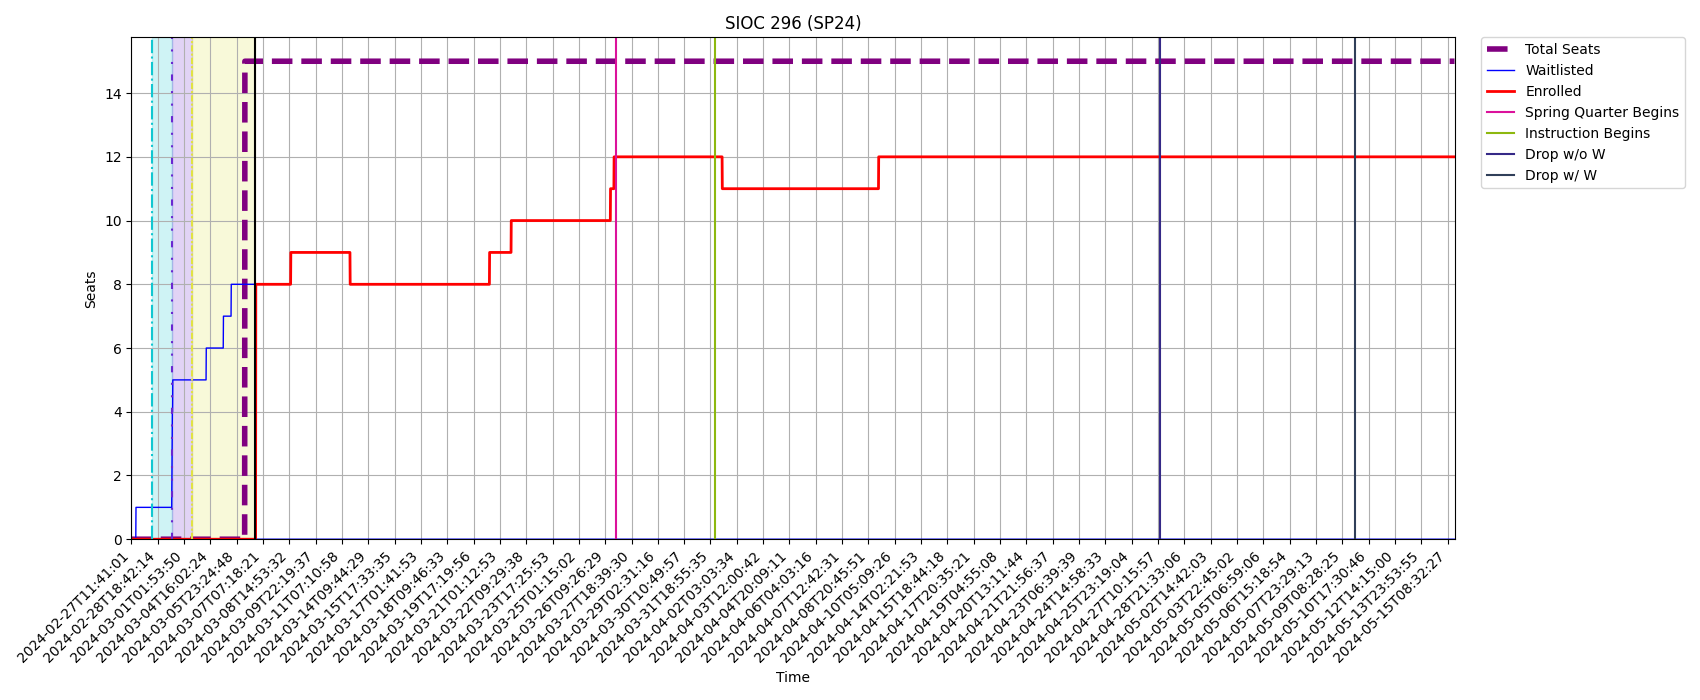 SIOC 296 (SP24)
Total Seats
Waitlisted
Enrolled
Spring Quarter Begins
Instruction Begins
Drop w/o W
Drop w/ W
Seats
14
12
10
8
6
4
2
0
2024-02-27T11:41:01
2024-02-28T18:42:14
2024-03-01T01:53:50
2024-03-04T16:02:24
2024-03-05T23:24:48
2024-03-07T07:18:21
2024-03-08T14:53:32
2024-03-09T22:19:37
2024-03-11T07:10:58
2024-03-14T09:44:29
2024-03-15T17:33:35
2024-03-17T01:41:53
2024-03-18T09:46:33
2024-03-19T17:19:56
2024-03-21T01:12:53
2024-03-22T09:29:38
2024-03-23T17:25:53
2024-03-25T01:15:02
2024-03-26T09:26:29
2024-03-27T18:39:30
2024-03-29T02:31:16
2024-03-30T10:49:57
2024-03-31T18:55:35
2024-04-02T03:03:34
2024-04-03T12:00:42
2024-04-04T20:09:11
2024-04-06T04:03:16
2024-04-07T12:42:31
2024-04-08T20:45:51
2024-04-10T05:09:26
2024-04-14T02:21:53
2024-04-15T18:44:18
2024-04-17T20:35:21
2024-04-19T04:55:08
2024-04-20T13:11:44
2024-04-21T21:56:37
2024-04-23T06:39:39
2024-04-24T14:58:33
2024-04-25T23:19:04
2024-04-27T10:15:57
2024-04-28T21:33:06
2024-05-02T14:42:03
2024-05-03T22:45:02
2024-05-05T06:59:06
2024-05-06T15:18:54
2024-05-07T23:29:13
2024-05-09T08:28:25
2024-05-10T17:30:46
2024-05-12T14:15:00
2024-05-13T23:53:55
2024-05-15T08:32:27
Time